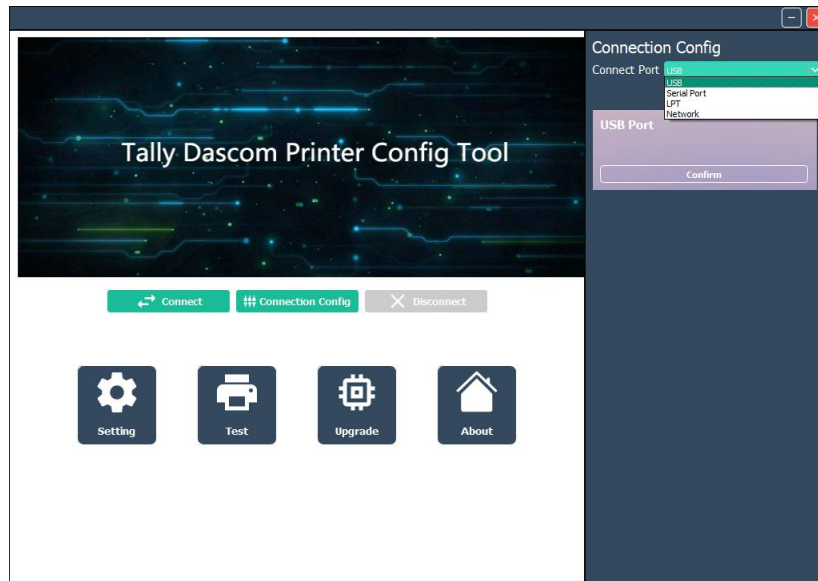 Connection Config
Connect Port USB
USB
Serial Port
LPT
Network
USB Port
Confirm
Tally Dascom Printer Config Tool
Connect
Connection Config
Disconnect
Setting
Test
Upgrade
About